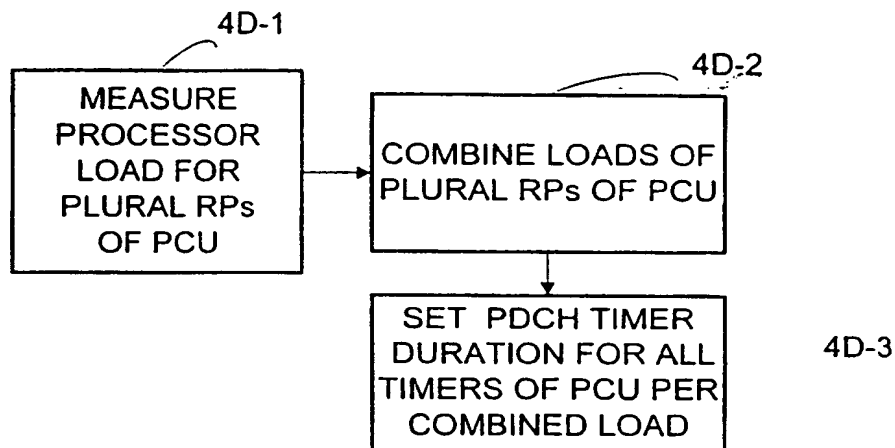 4D-1
MEASURE
PROCESSOR
LOAD FOR
PLURAL RPs
OF PCU
4D-2
COMBINE LOADS OF
PLURAL RPs OF PCU
SET PDCH TIMER
DURATION FOR ALL
TIMERS OF PCU PER
COMBINED LOAD
4D-3